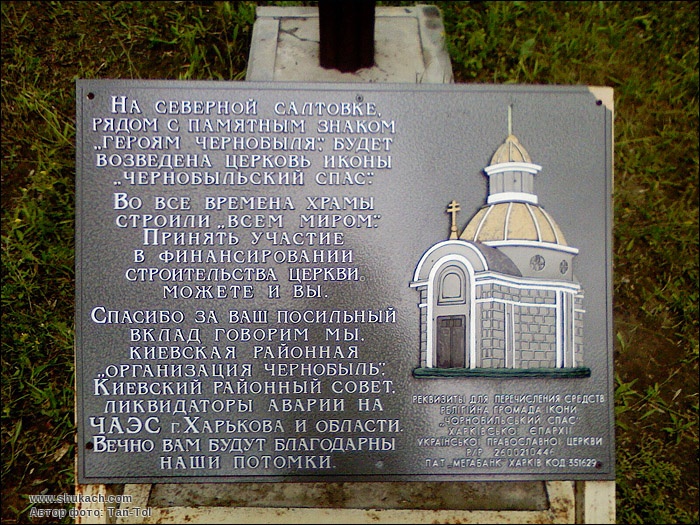 На северной Салтовке,
рядом с памятным знаком
„Героям Чернобыля”, будет
возведена церковь иконы
„Чернобыльский Спас”.
Во все времена храмы
строили „всем миром”.
Принять участие
в финансировании
строительства церкви
можете и вы.
Спасибо за ваш посильный
вклад говорим мы,
Киевская районная
„Организация Чернобыль”,
Киевский районный совет,
ликвидаторы аварии на
ЧАЭС г. Харькова и области.
Вечно вам будут благодарны
наши потомки.
Реквизиты для перечисления средств
Релігійна громада ікони
„Чорнобильський Спас”
Харківської єпархії
Української Православної Церкви
Р/р 2600210446
ПАТ „Мегабанк” Харків код 351629
www.shukach.com
Автор фото: Tan-Tol